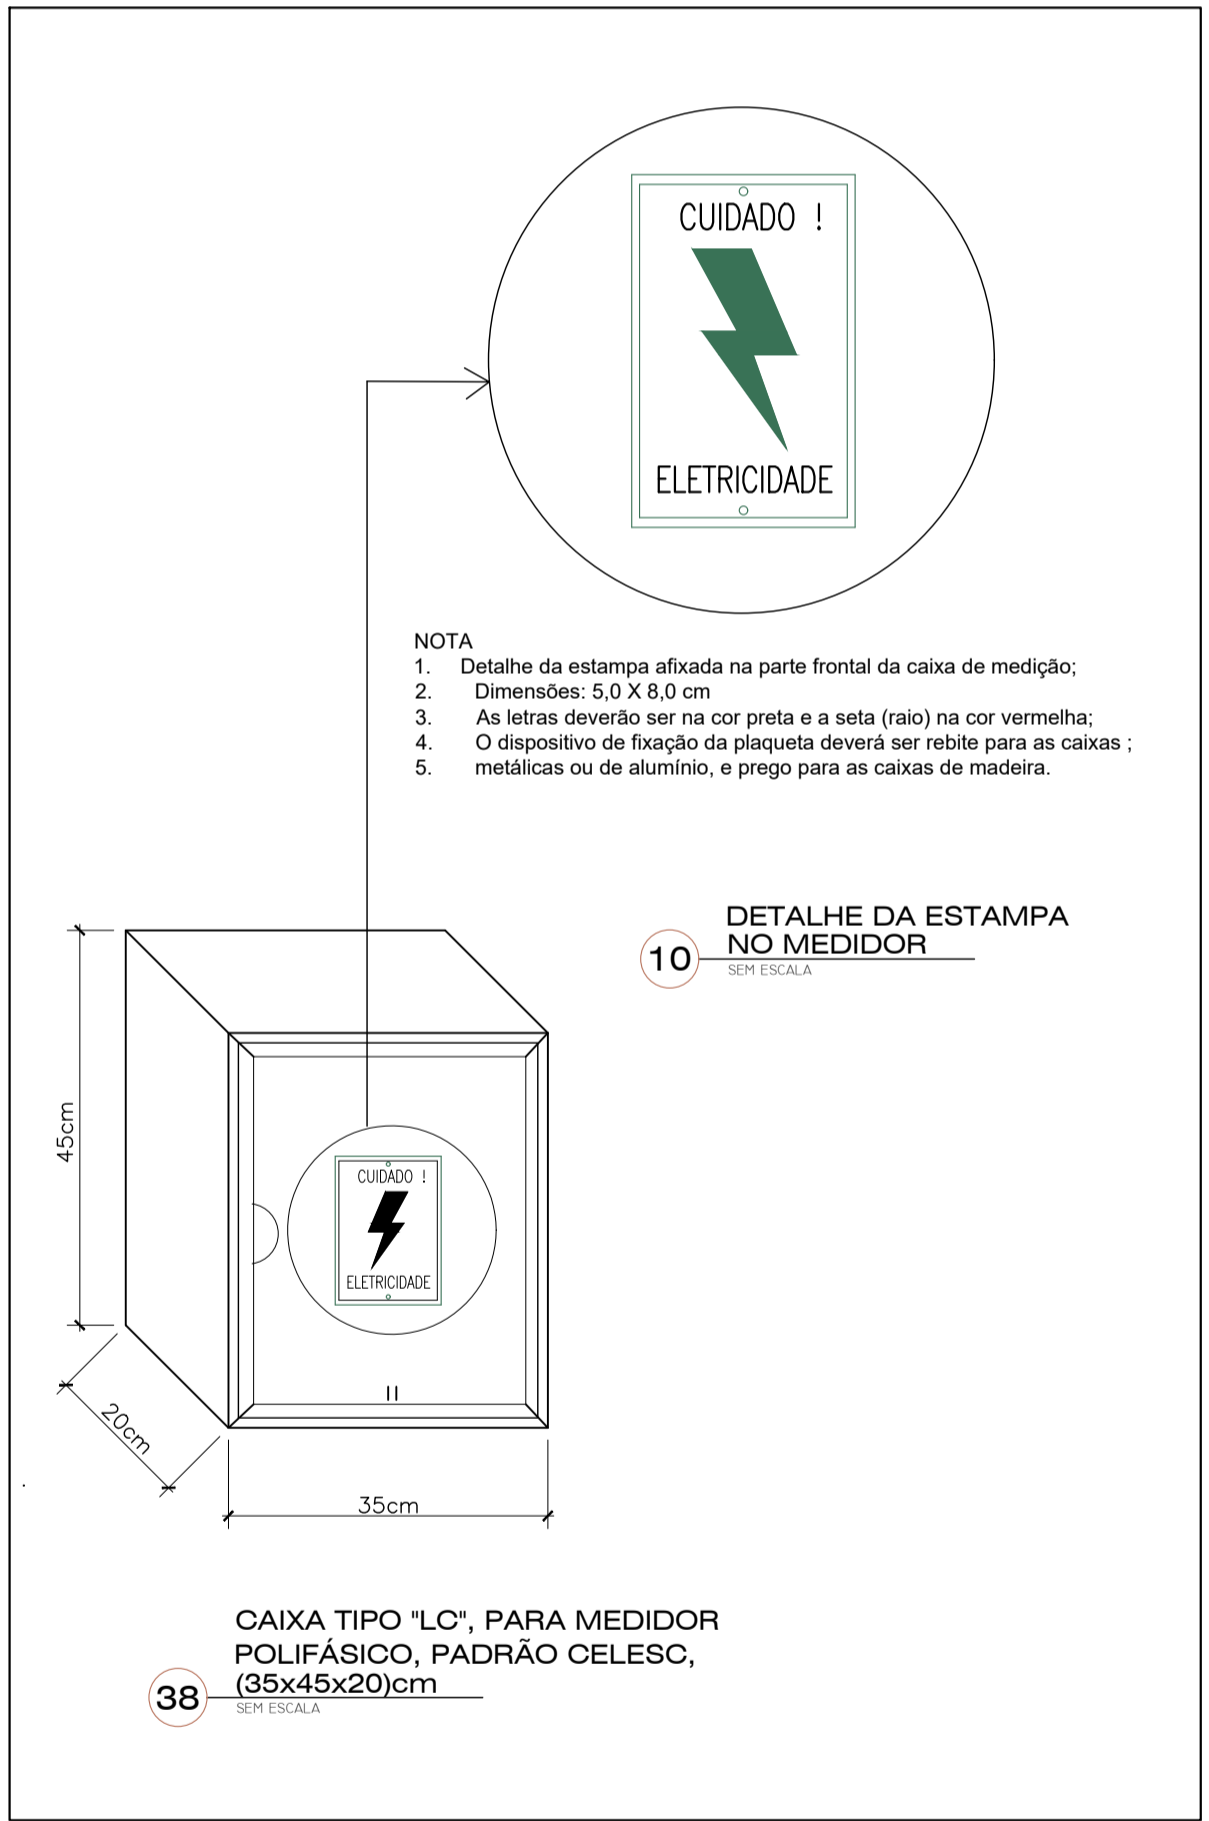 CUIDADO !
ELETRICIDADE
NOTA
1. Detalhe da estampa afixada na parte frontal da caixa de medição;
2. Dimensões: 5,0 X 8,0 cm
3. As letras deverão ser na cor preta e a seta (raio) na cor vermelha;
4. O dispositivo de fixação da plaqueta deverá ser rebite para as caixas ;
5. metálicas ou de alumínio, e prego para as caixas de madeira.
10
DETALHE DA ESTAMPA
NO MEDIDOR
SEM ESCALA
45cm
CUIDADO !
ELETRICIDADE
20cm
35cm
38
CAIXA TIPO "LC", PARA MEDIDOR
POLIFÁSICO, PADRÃO CELESC,
(35x45x20)cm
SEM ESCALA